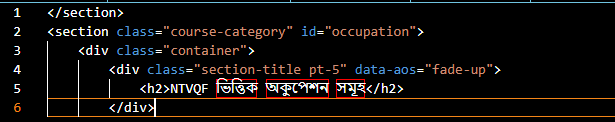 1 </section>
2 <section class="course-category" id="occupation">
3 <div class="container">
4 <div class="section-title pt-5" data-aos="fade-up">
5 <h2>NTVQF ভিত্তিক অকুপেশন সমূহ</h2>
6 </div>